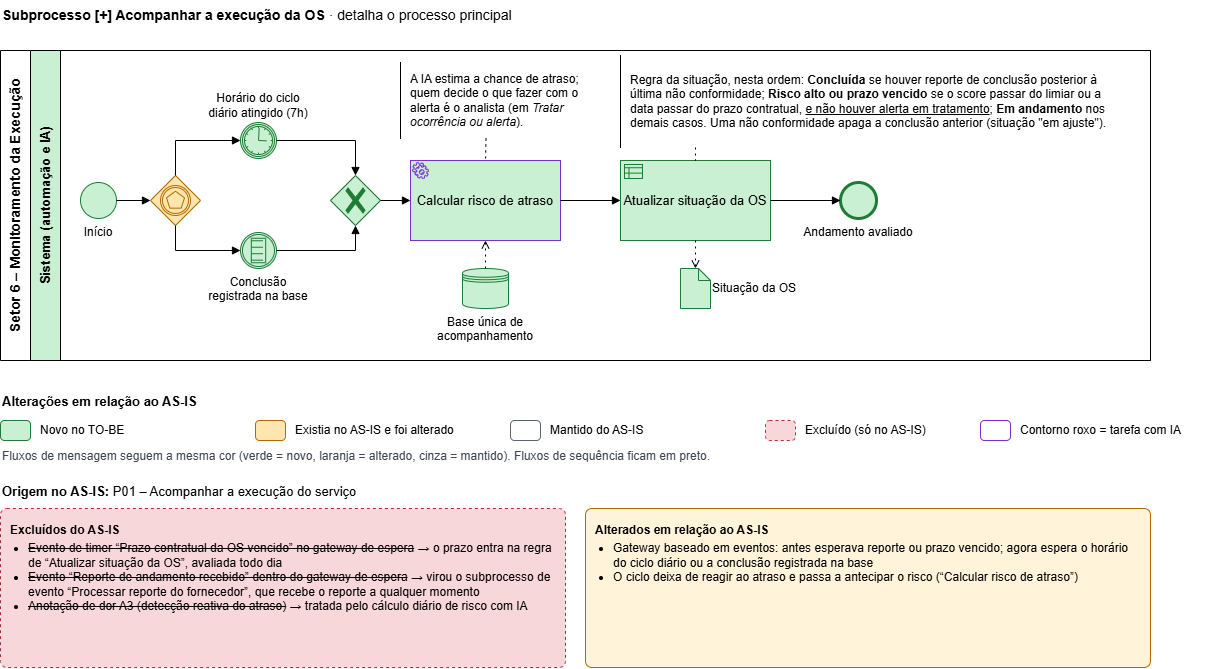 Subprocesso [+] Acompanhar a execução da OS · detalha o processo principal
Setor 6 – Monitoramento da Execução
Sistema (automação e IA)
Início
Horário do ciclo
diário atingido (7h)
Conclusão
registrada na base
A IA estima a chance de atraso;
quem decide o que fazer com o
alerta é o analista (em Tratar
ocorrência ou alerta).
Calcular risco de atraso
Base única de
acompanhamento
Regra da situação, nesta ordem: Concluída se houver reporte de conclusão posterior à
última não conformidade; Risco alto ou prazo vencido se o score passar do limiar ou a
data passar do prazo contratual, e não houver alerta em tratamento; Em andamento nos
demais casos. Uma não conformidade apaga a conclusão anterior (situação "em ajuste").
Atualizar situação da OS
Situação da OS
Andamento avaliado
Alterações em relação ao AS-IS
Novo no TO-BE
Existia no AS-IS e foi alterado
Mantido do AS-IS
Excluído (só no AS-IS)
Contorno roxo = tarefa com IA
Fluxos de mensagem seguem a mesma cor (verde = novo, laranja = alterado, cinza = mantido). Fluxos de sequência ficam em preto.
Origem no AS-IS: P01 – Acompanhar a execução do serviço
Excluídos do AS-IS
• Evento de timer “Prazo contratual da OS vencido” no gateway de espera → o prazo entra na regra
de “Atualizar situação da OS”, avaliada todo dia
• Evento “Reporte de andamento recebido” dentro do gateway de espera → virou o subprocesso de
evento “Processar reporte do fornecedor”, que recebe o reporte a qualquer momento
• Anotação de dor A3 (detecção reativa do atraso) → tratada pelo cálculo diário de risco com IA
Alterados em relação ao AS-IS
• Gateway baseado em eventos: antes esperava reporte ou prazo vencido; agora espera o horário
do ciclo diário ou a conclusão registrada na base
• O ciclo deixa de reagir ao atraso e passa a antecipar o risco (“Calcular risco de atraso”)